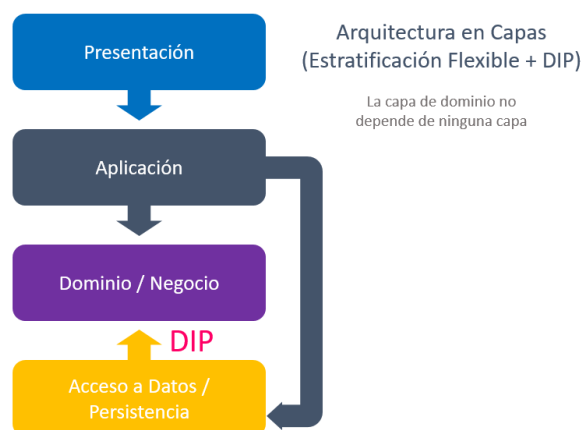 Presentación
Arquitectura en Capas
(Estratificación Flexible + DIP)
La capa de dominio no
depende de ninguna capa
Aplicación
Dominio / Negocio
DIP
Acceso a Datos /
Persistencia